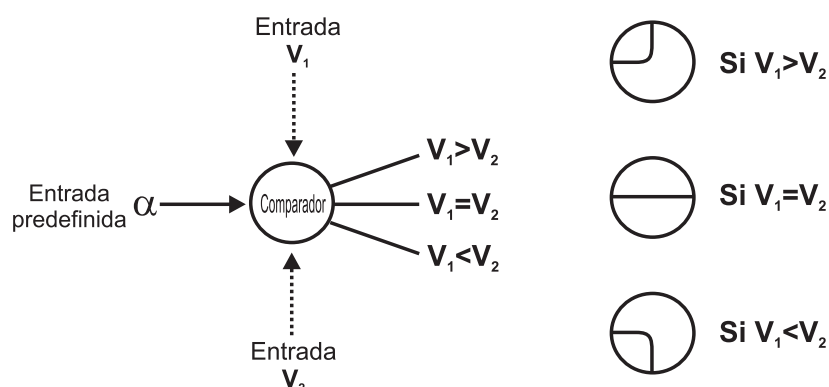 Entrada
V₁
V₁>V₂
Entrada
predefinida α
Comparador
V₁=V₂
V₁<V₂
Entrada
Si V₁>V₂
Si V₁=V₂
Si V₁<V₂